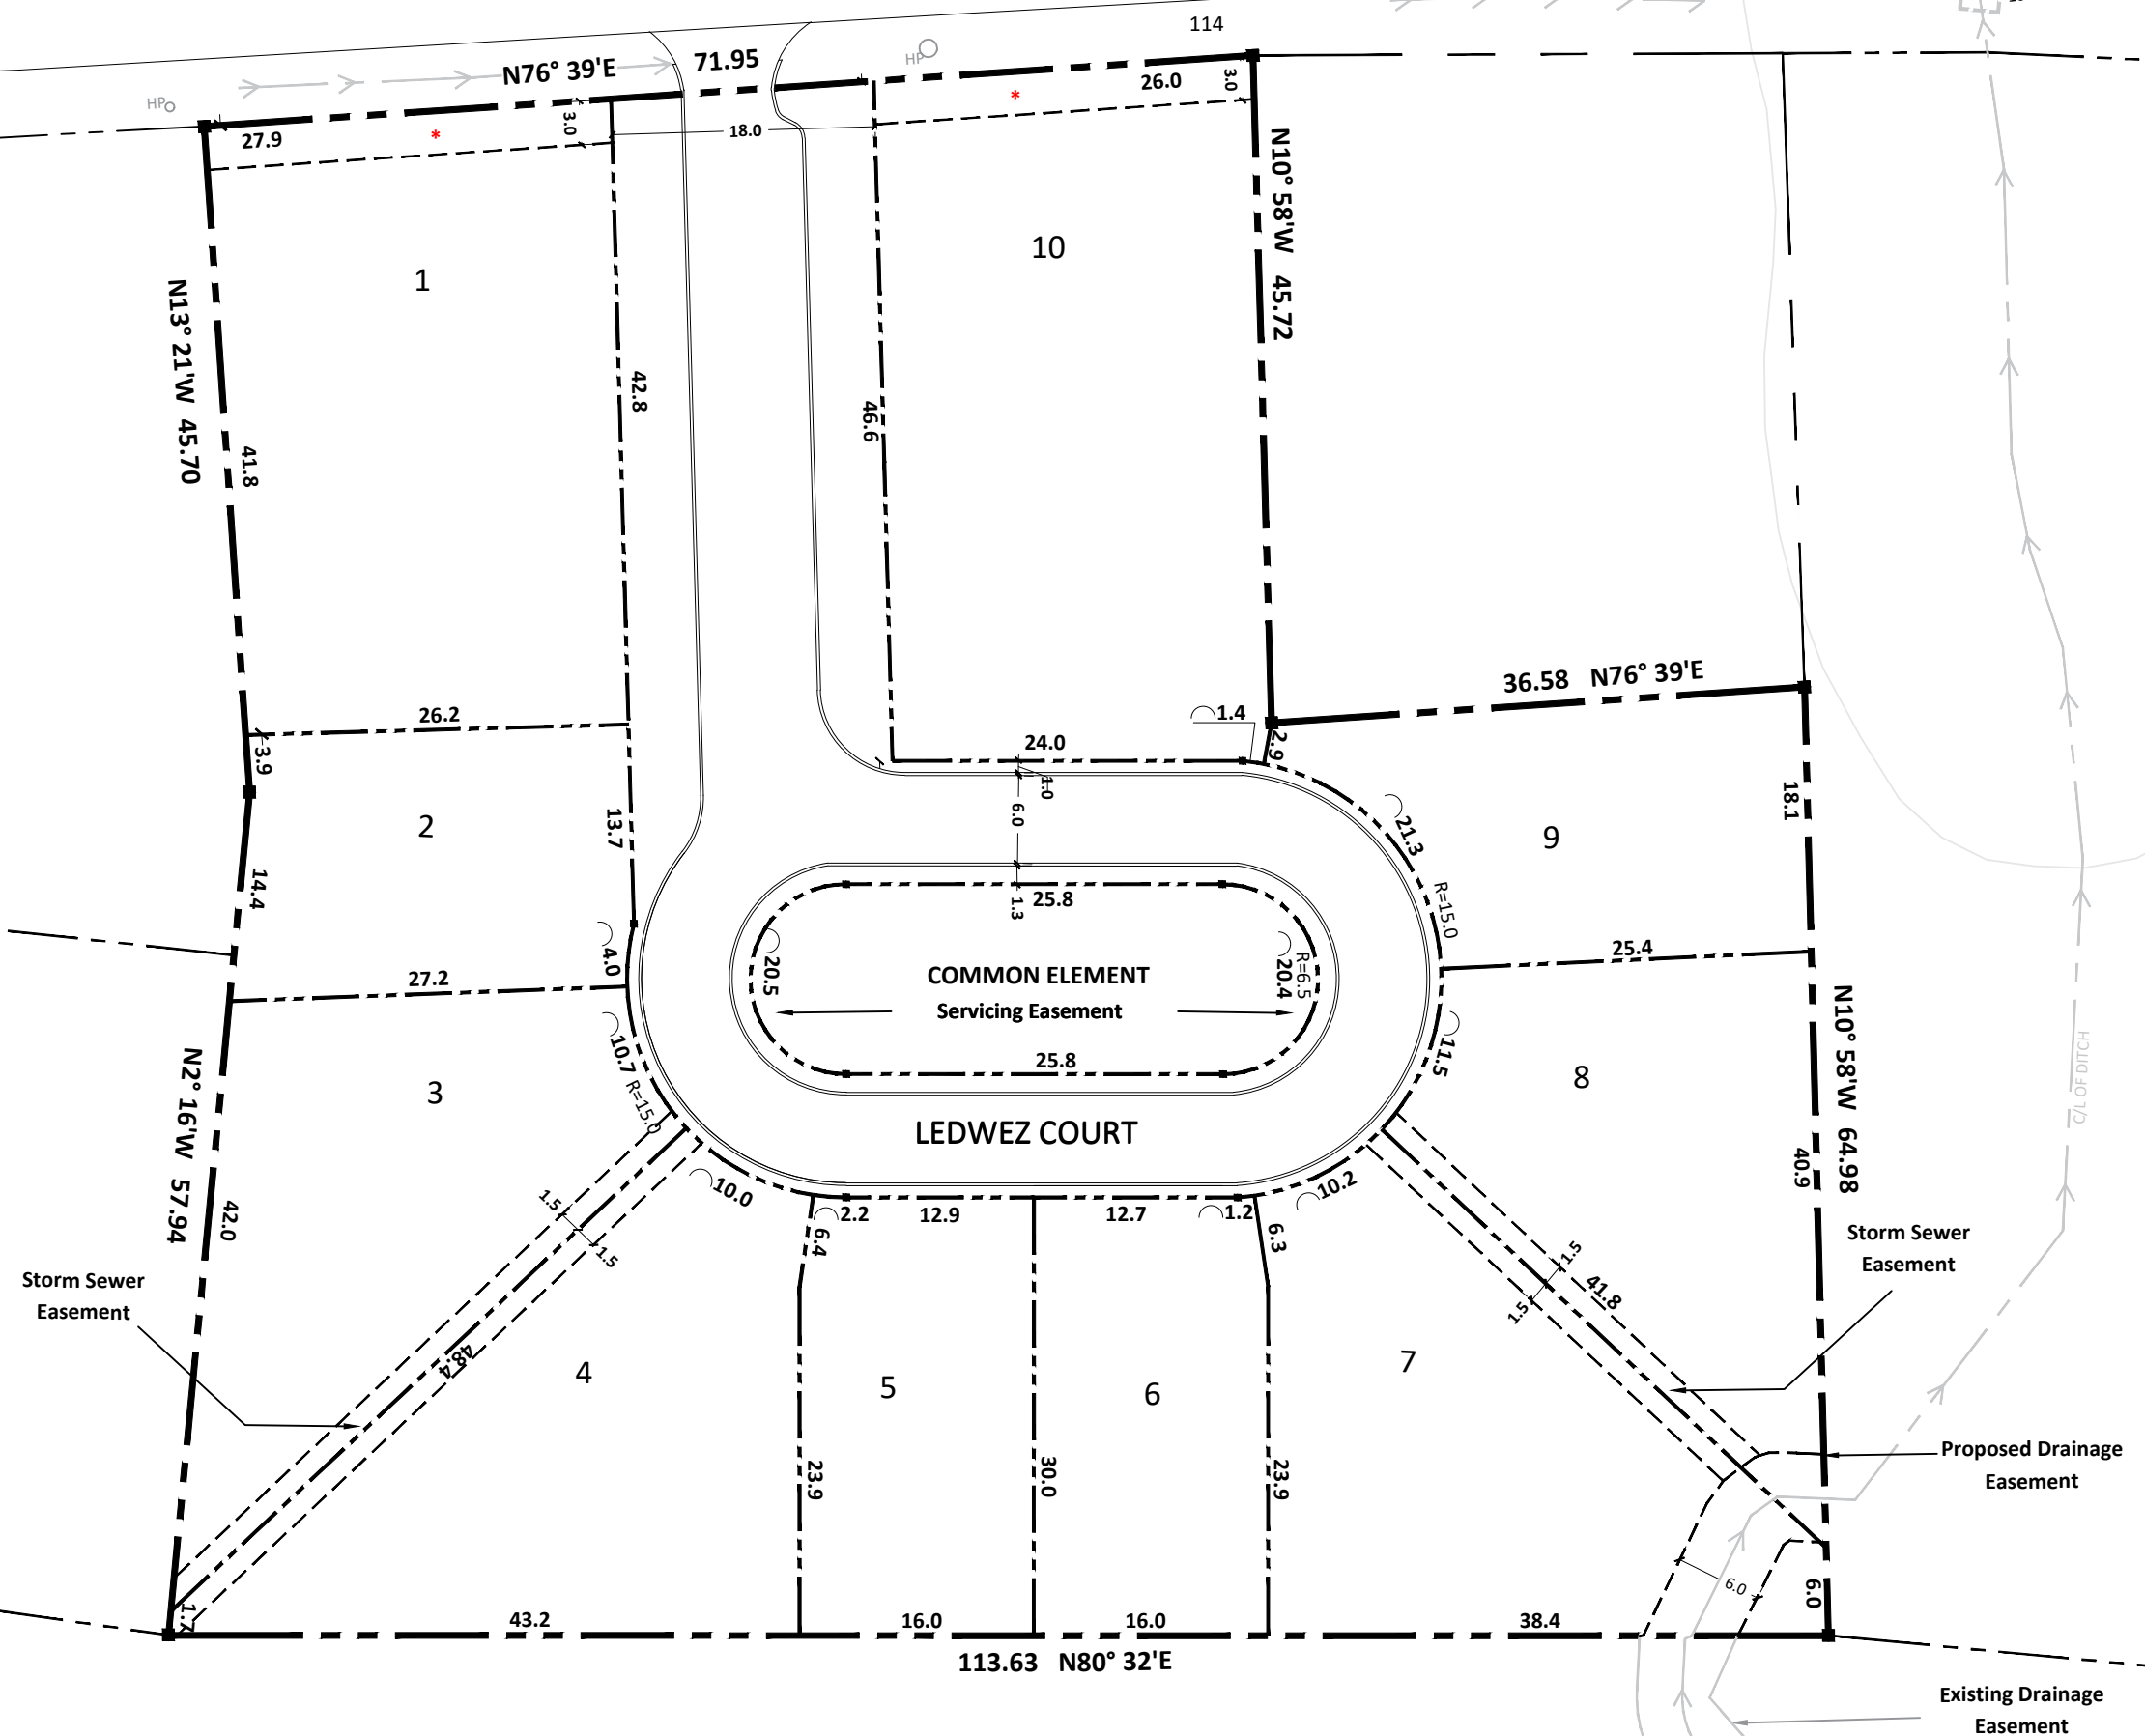 114
HP
71.95
N76° 39'E
HP
26.0
3.0
*
27.9
3.0
*
18.0
N10° 58'W 45.72
10
1
N13° 21'W 45.70
42.8
46.6
41.8
36.58 N76° 39'E
26.2
1.4
24.0
2.9
3.9
1.0
6.0
18.1
13.7
2
9
21.3
14.4
1.3
25.8
R=15.0
4.0
27.2
20.5
20.4
R=6.5
25.4
COMMON ELEMENT
Servicing Easement
N10° 58'W 64.98
10.7
R=15.0
11.5
25.8
8
3
C/L OF DITCH
LEDWEZ COURT
N2° 16'W 57.94
40.9
10.0
10.2
1.5
1.5
42.0
2.2
12.9
12.7
1.2
6.4
6.3
Storm Sewer
Easement
Storm Sewer
Easement
1.5
1.5
41.8
48.4
4
5
6
7
23.9
30.0
23.9
Proposed Drainage
Easement
6.0
6.0
1.7
43.2
16.0
16.0
38.4
113.63 N80° 32'E
Existing Drainage
Easement